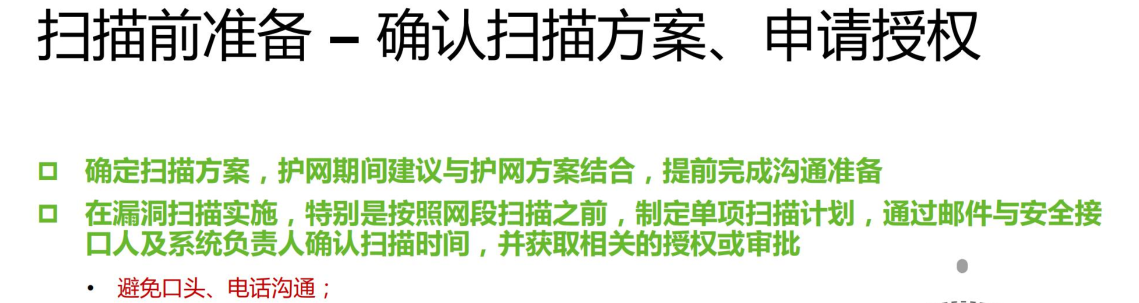 扫描前准备 – 确认扫描方案、申请授权
确定扫描方案，护网期间建议与护网方案结合，提前完成沟通准备
在漏洞扫描实施，特别是按照网段扫描之前，制定单项扫描计划，通过邮件与安全接
口人及系统负责人确认扫描时间，并获取相关的授权或审批
• 避免口头、电话沟通；